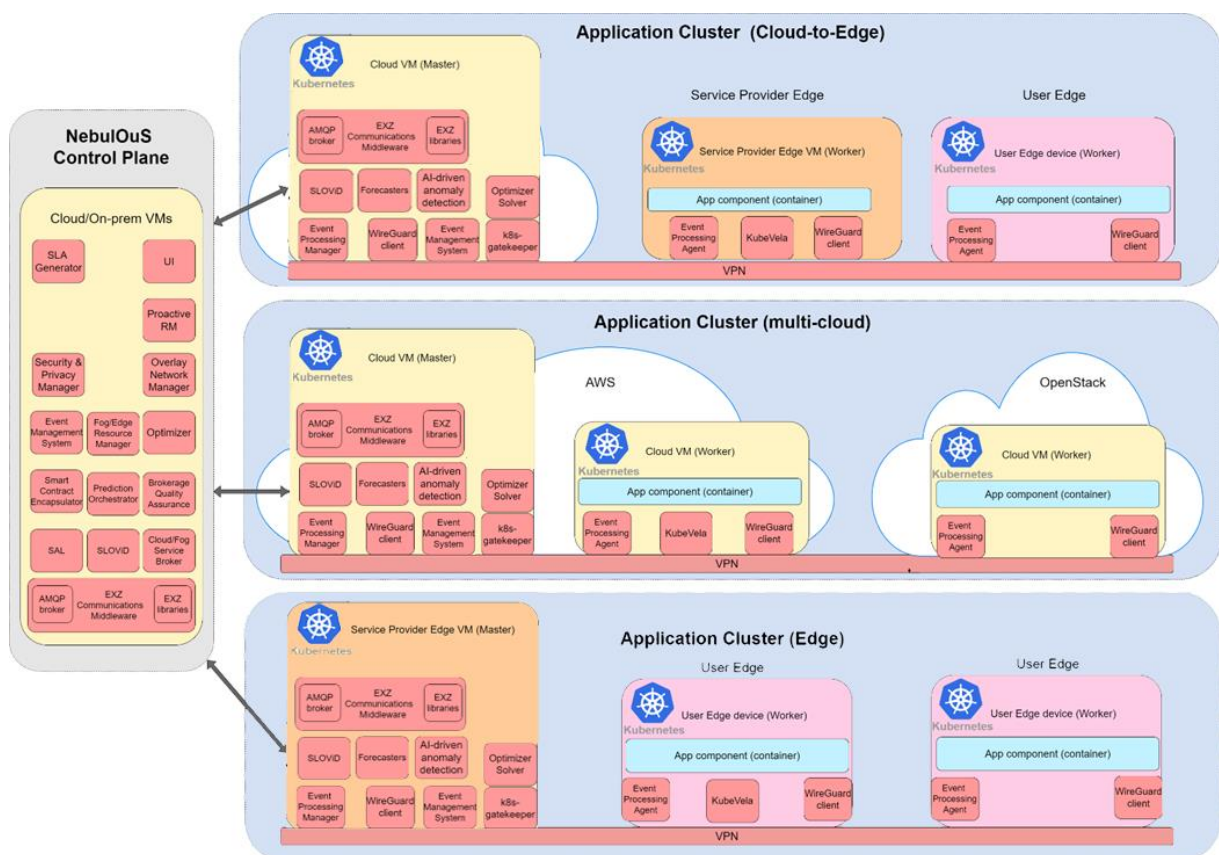 NebulOuS
Control Plane
Cloud/On-prem VMs
SLA
Generator
UI
Proactive
RM
Security &
Privacy
Manager
Overlay
Network
Manager
Event
Management
System
Fog/Edge
Resource
Manager
Optimizer
Smart
Contract
Encapsulator
Prediction
Orchestrator
Brokerage
Quality
Assurance
SAL
SLOViD
Cloud/Fog
Service
Broker
AMQP
broker
EXZ
Communications
Middleware
EXZ
libraries
Application Cluster (Cloud-to-Edge)
Kubernetes
Cloud VM (Master)
AMQP
broker
EXZ
Communications
Middleware
EXZ
libraries
SLOViD
Forecasters
AI-driven
anomaly
detection
Optimizer
Solver
Event
Processing
Manager
WireGuard
client
Event
Management
System
k8s-
gatekeeper
Service Provider Edge
Kubernetes
Service Provider Edge VM (Worker)
App component (container)
Event
Processing
Agent
KubeVela
WireGuard
client
User Edge
Kubernetes
User Edge device (Worker)
App component (container)
Event
Processing
Agent
WireGuard
client
VPN
Application Cluster (multi-cloud)
Kubernetes
Cloud VM (Master)
AMQP
broker
EXZ
Communications
Middleware
EXZ
libraries
SLOViD
Forecasters
AI-driven
anomaly
detection
Optimizer
Solver
Event
Processing
Manager
WireGuard
client
Event
Management
System
k8s-
gatekeeper
AWS
Kubernetes
Cloud VM (Worker)
App component (container)
Event
Processing
Agent
KubeVela
WireGuard
client
OpenStack
Kubernetes
Cloud VM (Worker)
App component (container)
Event
Processing
Agent
WireGuard
client
VPN
Application Cluster (Edge)
Kubernetes
Service Provider Edge VM (Master)
AMQP
broker
EXZ
Communications
Middleware
EXZ
libraries
SLOViD
Forecasters
AI-driven
anomaly
detection
Optimizer
Solver
Event
Processing
Manager
WireGuard
client
Event
Management
System
k8s-
gatekeeper
User Edge
Kubernetes
User Edge device (Worker)
App component (container)
Event
Processing
Agent
KubeVela
WireGuard
client
User Edge
Kubernetes
User Edge device (Worker)
App component (container)
Event
Processing
Agent
WireGuard
client
VPN